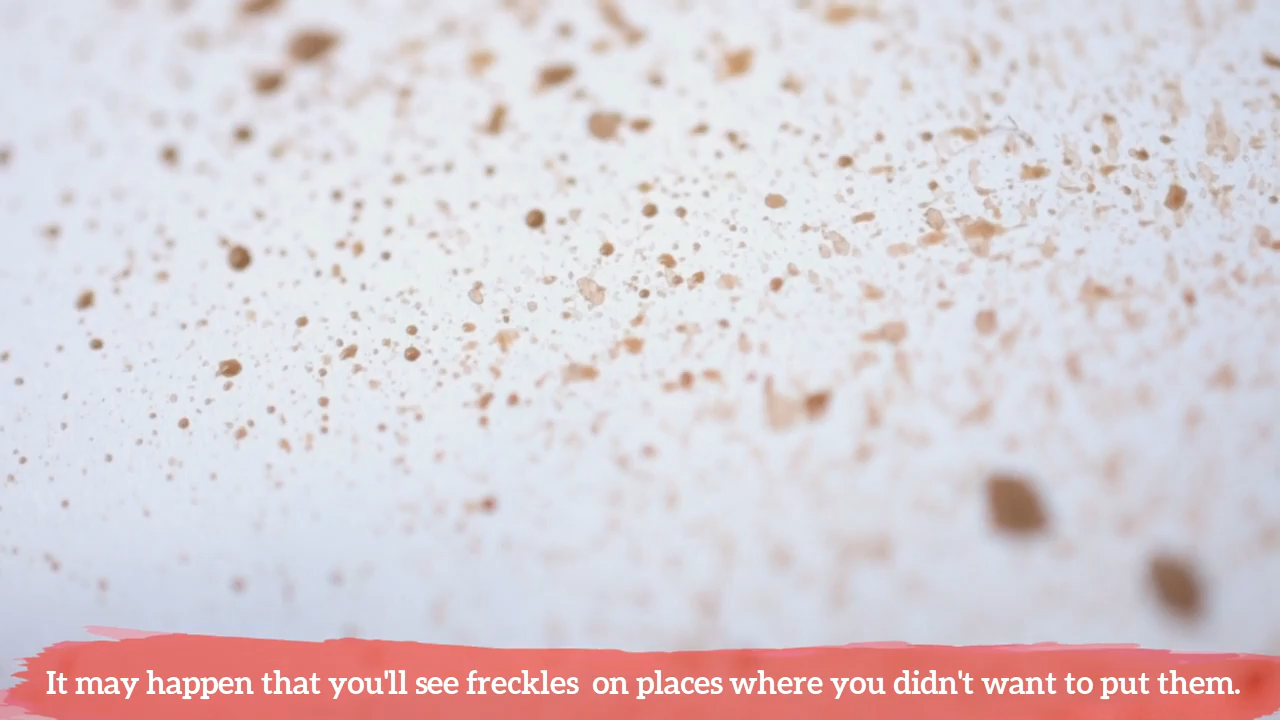 It may happen that you'll see freckles  on places where you didn't want to put them.